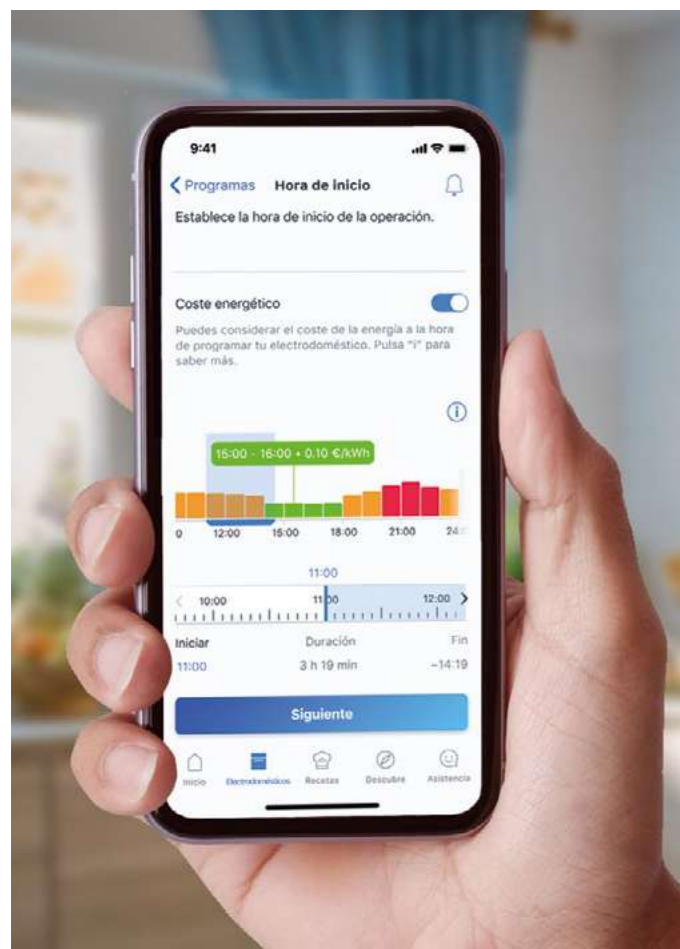 9:41
Programas Hora de inicio
Establece la hora de inicio de la operación.
Coste energético
Puedes considerar el coste de la energía a la hora
de programar tu electrodoméstico. Pulsa "i" para
saber más.
i
15:00 - 16:00 • 0.10 €/kWh
0 12:00 15:00 18:00 21:00 24:
11:00
10:00 11:00 12:00
Iniciar Duración Fin
11:00 3 h 19 min ~14:19
Siguiente
Inicio Electrodomésticos Recetas Descubre Asistencia